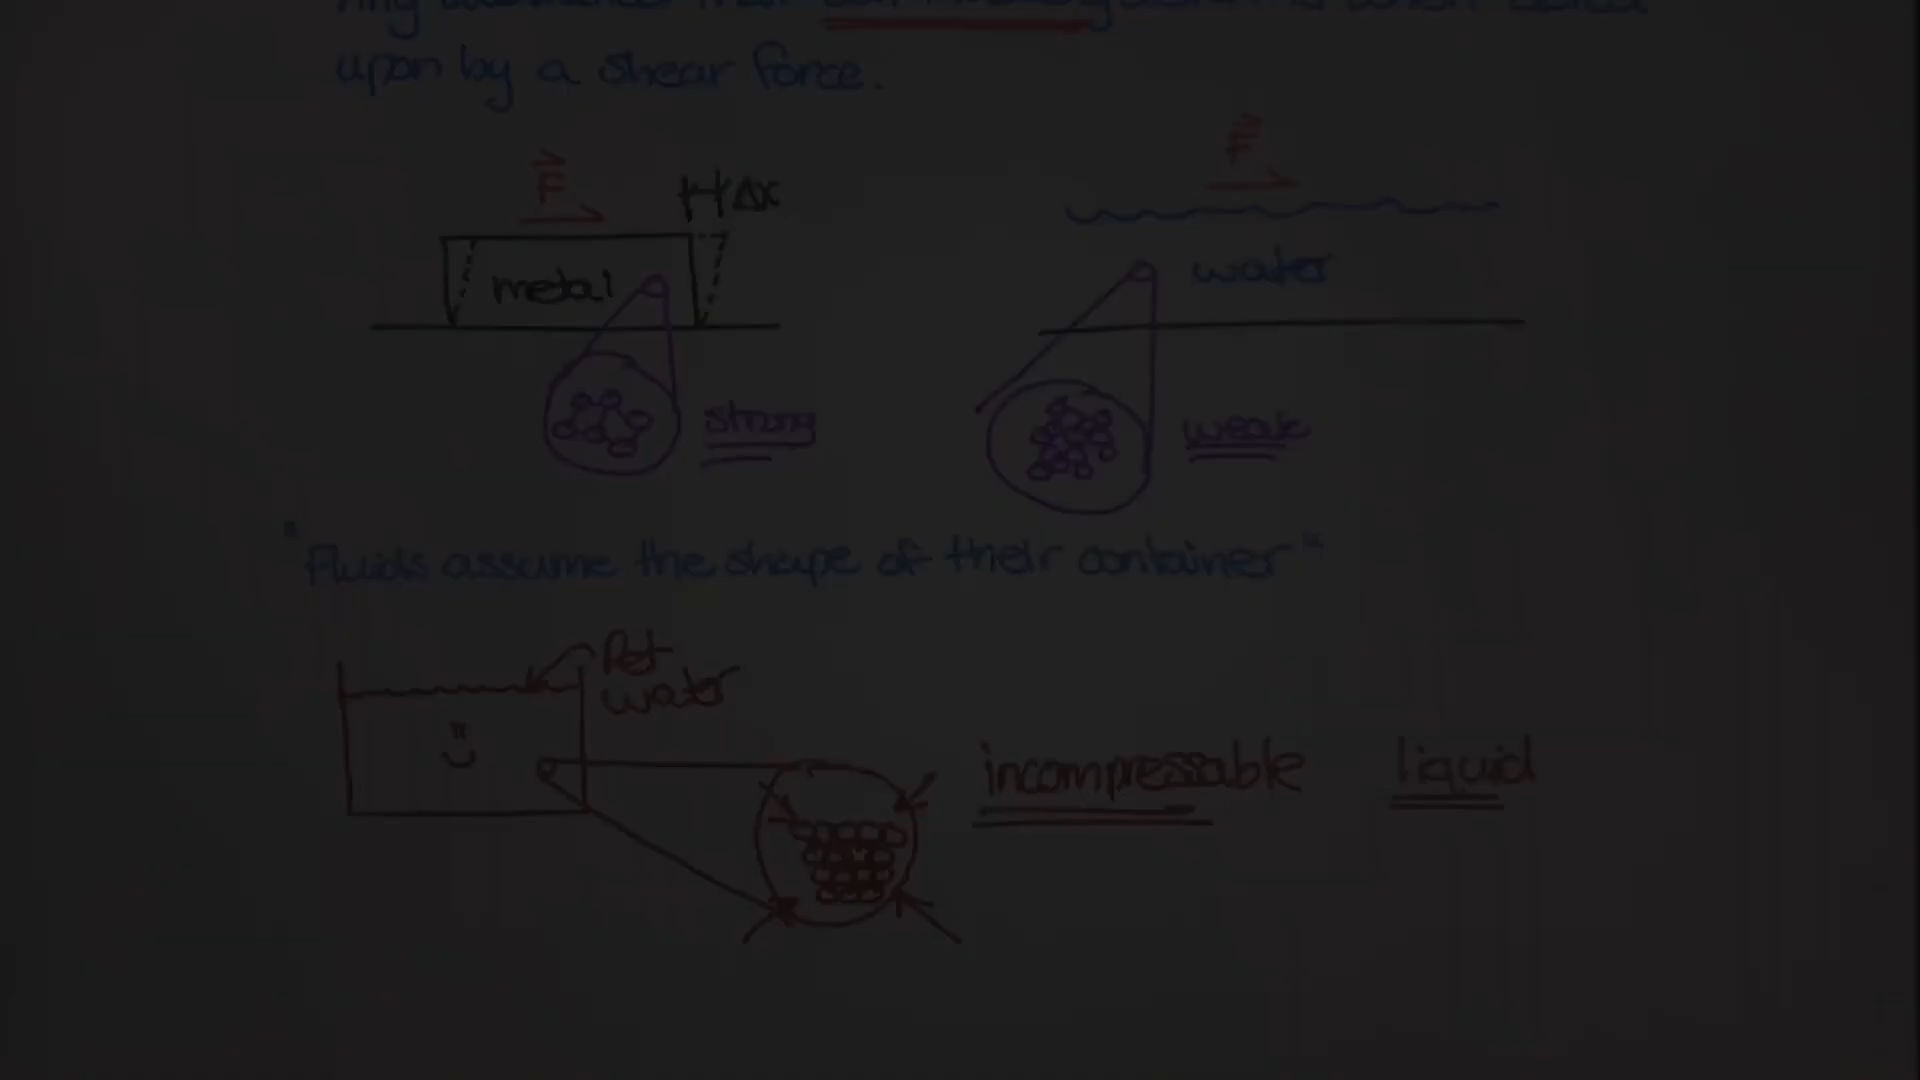 upon by a shear force.
F
H Δx
F
metal
water
strong
weak
"Fluids assume the shape of their container"
Pet
water
incompressable
liquid